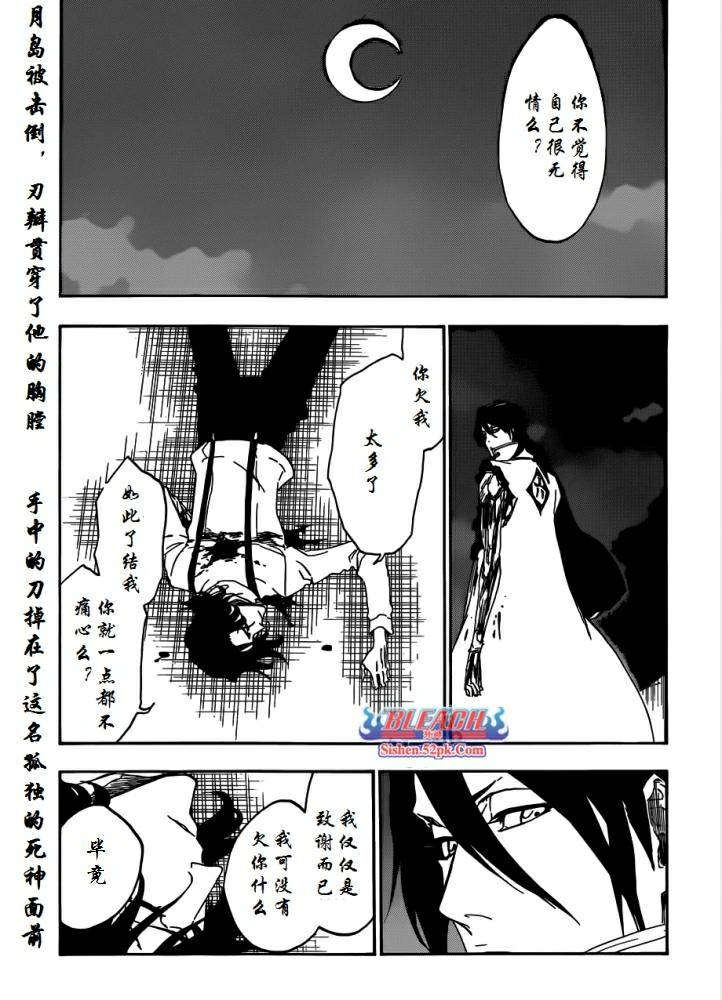 月岛被击倒，刃瓣贯穿了他的胸膛
手中的刀掉在了这名孤独的死神面前
你不觉得
自己很无
情么？
你欠我
太多了
如此了结我
你就一点都不
痛心么？
BLEACH
死神
Sishen.52pk.Com
我仅仅是
致谢而已
我可没有
欠你什么
毕竟